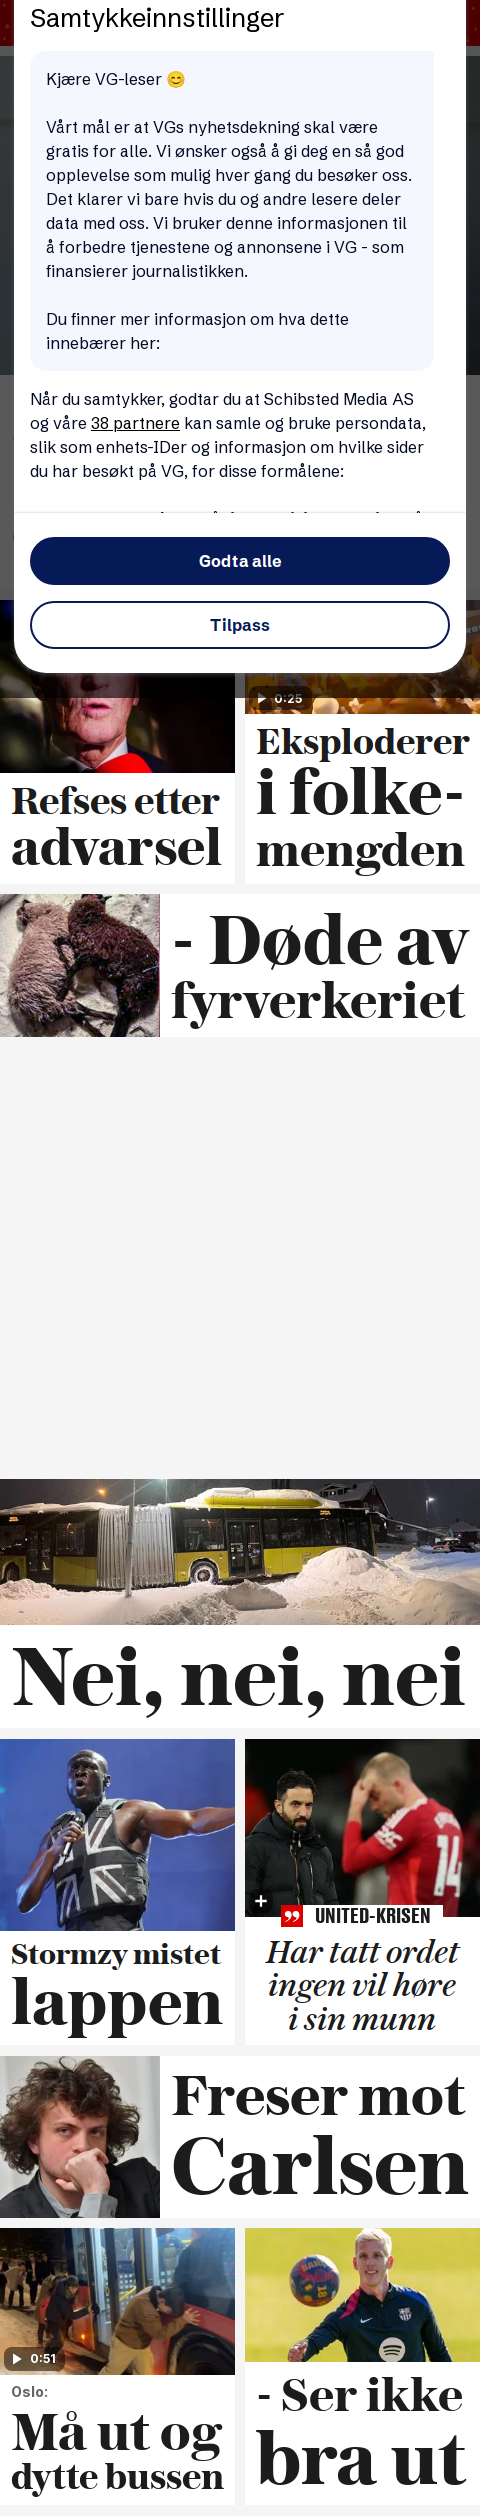 Samtykkeinnstillinger
Kjære VG-leser 😊
Vårt mål er at VGs nyhetsdekning skal være
gratis for alle. Vi ønsker også å gi deg en så god
opplevelse som mulig hver gang du besøker oss.
Det klarer vi bare hvis du og andre lesere deler
data med oss. Vi bruker denne informasjonen til
å forbedre tjenestene og annonsene i VG - som
finansierer journalistikken.
Du finner mer informasjon om hva dette
innebærer her:
Når du samtykker, godtar du at Schibsted Media AS
og våre 38 partnere kan samle og bruke persondata,
slik som enhets-IDer og informasjon om hvilke sider
du har besøkt på VG, for disse formålene:
Godta alle
Tilpass
0:25
Refses etter
advarsel
Eksploderer
i folke-
mengden
- Døde av
fyrverkeriet
Nei, nei, nei
Stormzy mistet
lappen
UNITED-KRISEN
Har tatt ordet
ingen vil høre
i sin munn
14
Freser mot
Carlsen
0:51
Oslo:
Må ut og
dytte bussen
- Ser ikke
bra ut